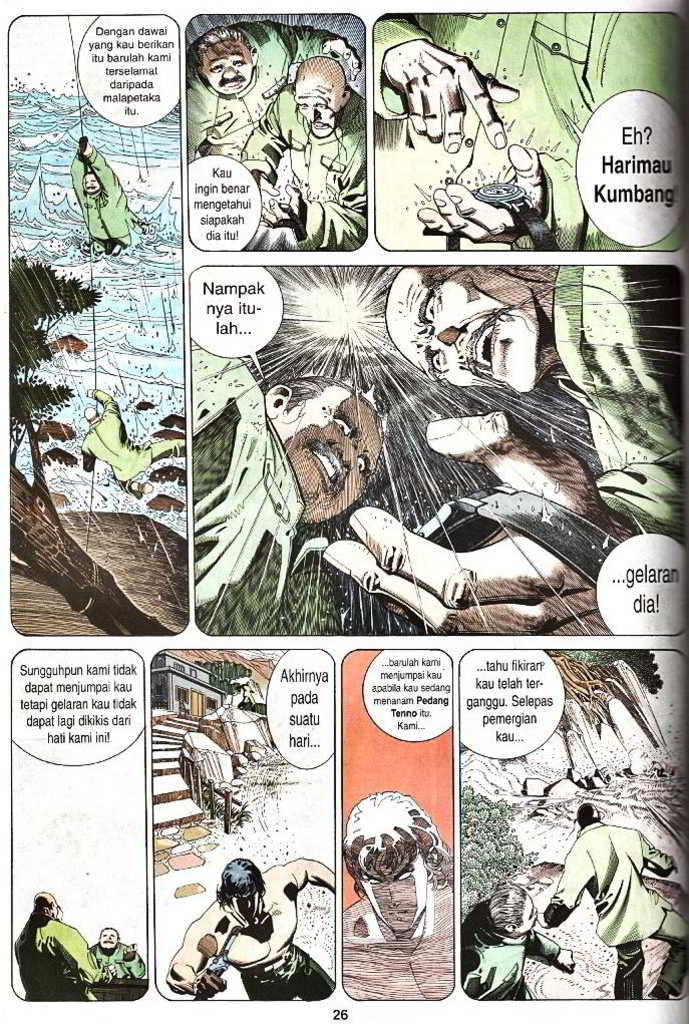 Dengan dawai
yang kau berikan
itu barulah kami
terselamat
daripada
malapetaka
itu.
Kau
ingin benar
mengetahui
siapakah
dia itu!
Eh?
Harimau
Kumbang!
Nampak
nya itu-
lah...
...gelaran
dia!
Sungguhpun kami tidak
dapat menjumpai kau
tetapi gelaran kau tidak
dapat lagi dikikis dari
hati kami ini!
Akhirnya
pada
suatu
hari...
...barulah kami
menjumpai kau
apabila kau sedang
menanam Pedang
Tenno itu.
Kami...
...tahu fikiran
kau telah ter-
ganggu. Selepas
pemergian
kau...
26